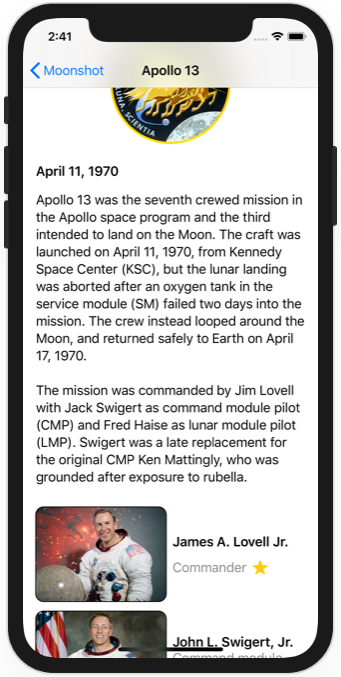 2:41
Moonshot
Apollo 13
LUNA, SCIENTIA
April 11, 1970
Apollo 13 was the seventh crewed mission in
the Apollo space program and the third
intended to land on the Moon. The craft was
launched on April 11, 1970, from Kennedy
Space Center (KSC), but the lunar landing
was aborted after an oxygen tank in the
service module (SM) failed two days into the
mission. The crew instead looped around the
Moon, and returned safely to Earth on April
17, 1970.
The mission was commanded by Jim Lovell
with Jack Swigert as command module pilot
(CMP) and Fred Haise as lunar module pilot
(LMP). Swigert was a late replacement for
the original CMP Ken Mattingly, who was
grounded after exposure to rubella.
James A. Lovell Jr.
Commander
John L. Swigert, Jr.
Command module